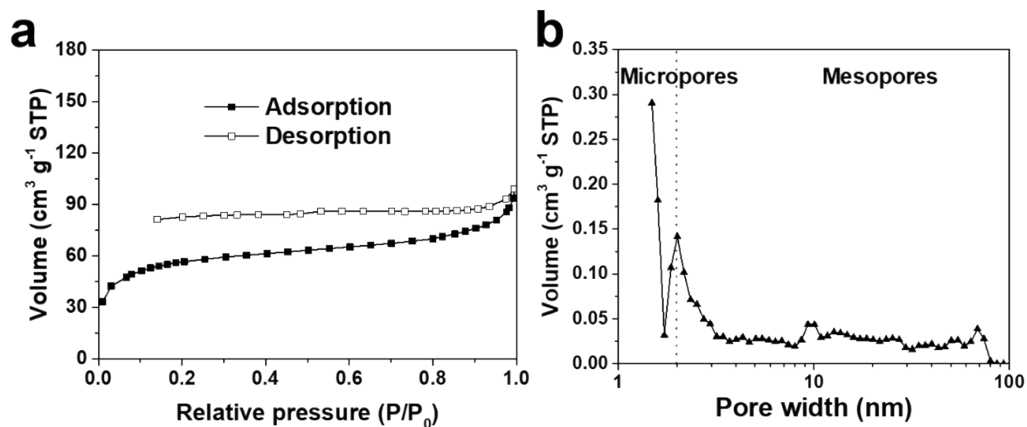 a
180
150
120
90
60
30
0
Volume (cm³ g⁻¹ STP)
Adsorption
Desorption
0.0 0.2 0.4 0.6 0.8 1.0
Relative pressure (P/P₀)
b
0.35
0.30
0.25
0.20
0.15
0.10
0.05
0.00
Volume (cm³ g⁻¹ STP)
Micropores Mesopores
1 10 100
Pore width (nm)